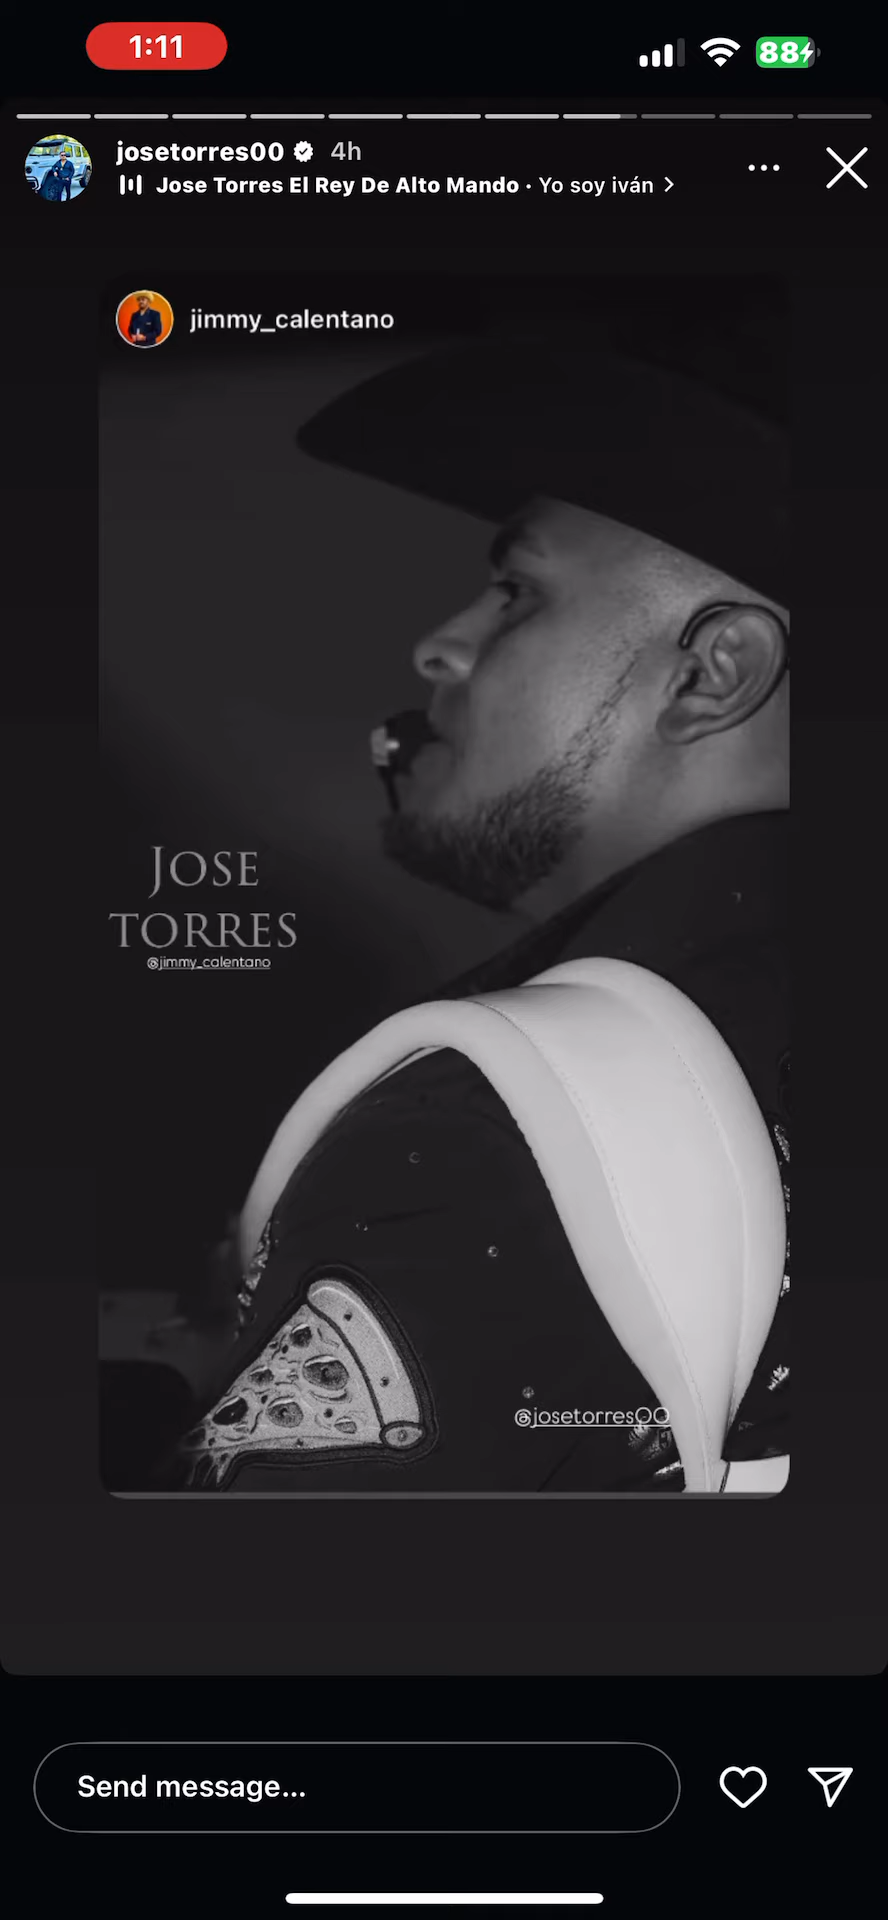 1:11
88
josetorres00 4h
Jose Torres El Rey De Alto Mando · Yo soy iván >
jimmy_calentano
JOSE
TORRES
@jimmy_calentano
@josetorres00
Send message...